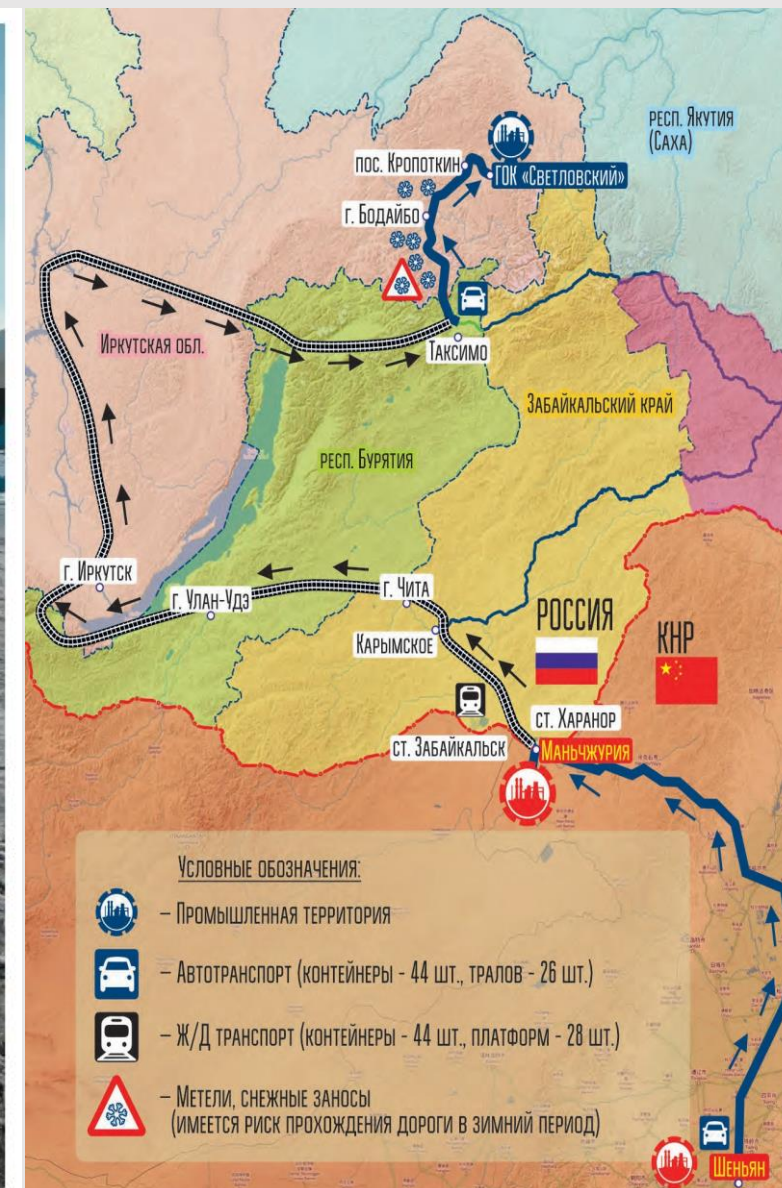 РЕСП. ЯКУТИЯ
(САХА)
ПОС. КРОПОТКИН
ГОК «СВЕТЛОВСКИЙ»
Г. БОДАЙБО
ИРКУТСКАЯ ОБЛ.
ТАКСИМО
ЗАБАЙКАЛЬСКИЙ КРАЙ
РЕСП. БУРЯТИЯ
Г. ИРКУТСК
Г. УЛАН-УДЭ
Г. ЧИТА
КАРЫМСКОЕ
РОССИЯ
КНР
СТ. ХАРАНОР
СТ. ЗАБАЙКАЛЬСК
МАНЬЧЖУРИЯ
УСЛОВНЫЕ ОБОЗНАЧЕНИЯ:
– ПРОМЫШЛЕННАЯ ТЕРРИТОРИЯ
– АВТОТРАНСПОРТ (КОНТЕЙНЕРЫ - 44 ШТ., ТРАЛОВ - 26 ШТ.)
– Ж/Д ТРАНСПОРТ (КОНТЕЙНЕРЫ - 44 ШТ., ПЛАТФОРМ - 28 ШТ.)
– МЕТЕЛИ, СНЕЖНЫЕ ЗАНОСЫ
(ИМЕЕТСЯ РИСК ПРОХОЖДЕНИЯ ДОРОГИ В ЗИМНИЙ ПЕРИОД)
ШЕНЬЯН